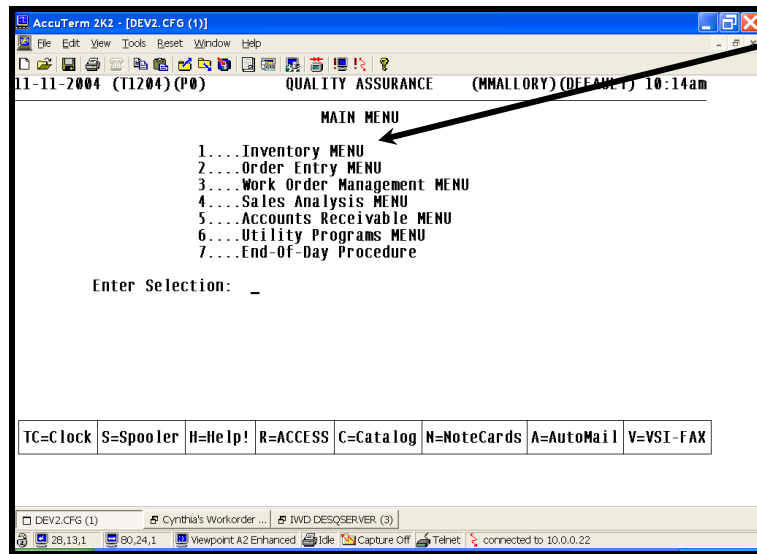 AccuTerm 2K2 - [DEV2.CFG (1)]
File Edit View Tools Reset Window Help
11-11-2004 (T1204)(P0) QUALITY ASSURANCE (MMALLORY)(DEFAULT) 10:14am
MAIN MENU
1....Inventory MENU
2....Order Entry MENU
3....Work Order Management MENU
4....Sales Analysis MENU
5....Accounts Receivable MENU
6....Utility Programs MENU
7....End-Of-Day Procedure
Enter Selection: _
TC=Clock S=Spooler H=Help! R=ACCESS C=Catalog N=NoteCards A=AutoMail V=VSI-FAX
DEV2.CFG (1) Cynthia's Workorder ... IWD DESQSERVER (3)
28,13,1 80,24,1 Viewpoint A2 Enhanced Idle Capture Off Telnet connected to 10.0.0.22